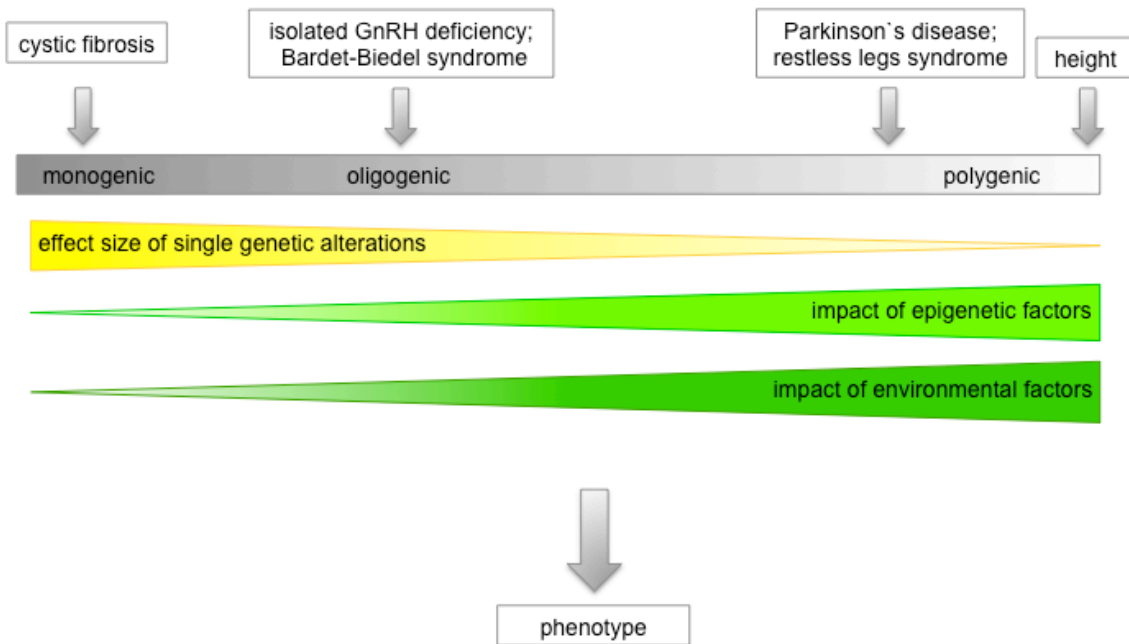 cystic fibrosis
isolated GnRH deficiency;
Bardet-Biedel syndrome
Parkinson`s disease;
restless legs syndrome
height
monogenic
oligogenic
polygenic
effect size of single genetic alterations
impact of epigenetic factors
impact of environmental factors
phenotype